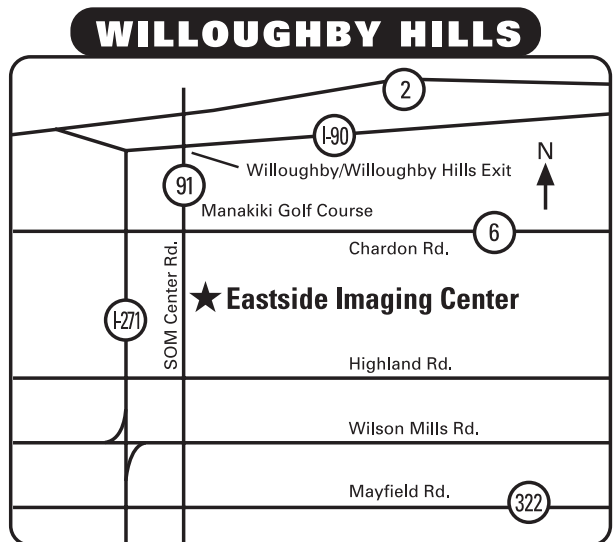 WILLOUGHBY HILLS
2
I-90
Willoughby/Willoughby Hills Exit
N
91
Manakiki Golf Course
6
Chardon Rd.
SOM Center Rd.
Eastside Imaging Center
I-271
Highland Rd.
Wilson Mills Rd.
Mayfield Rd.
322